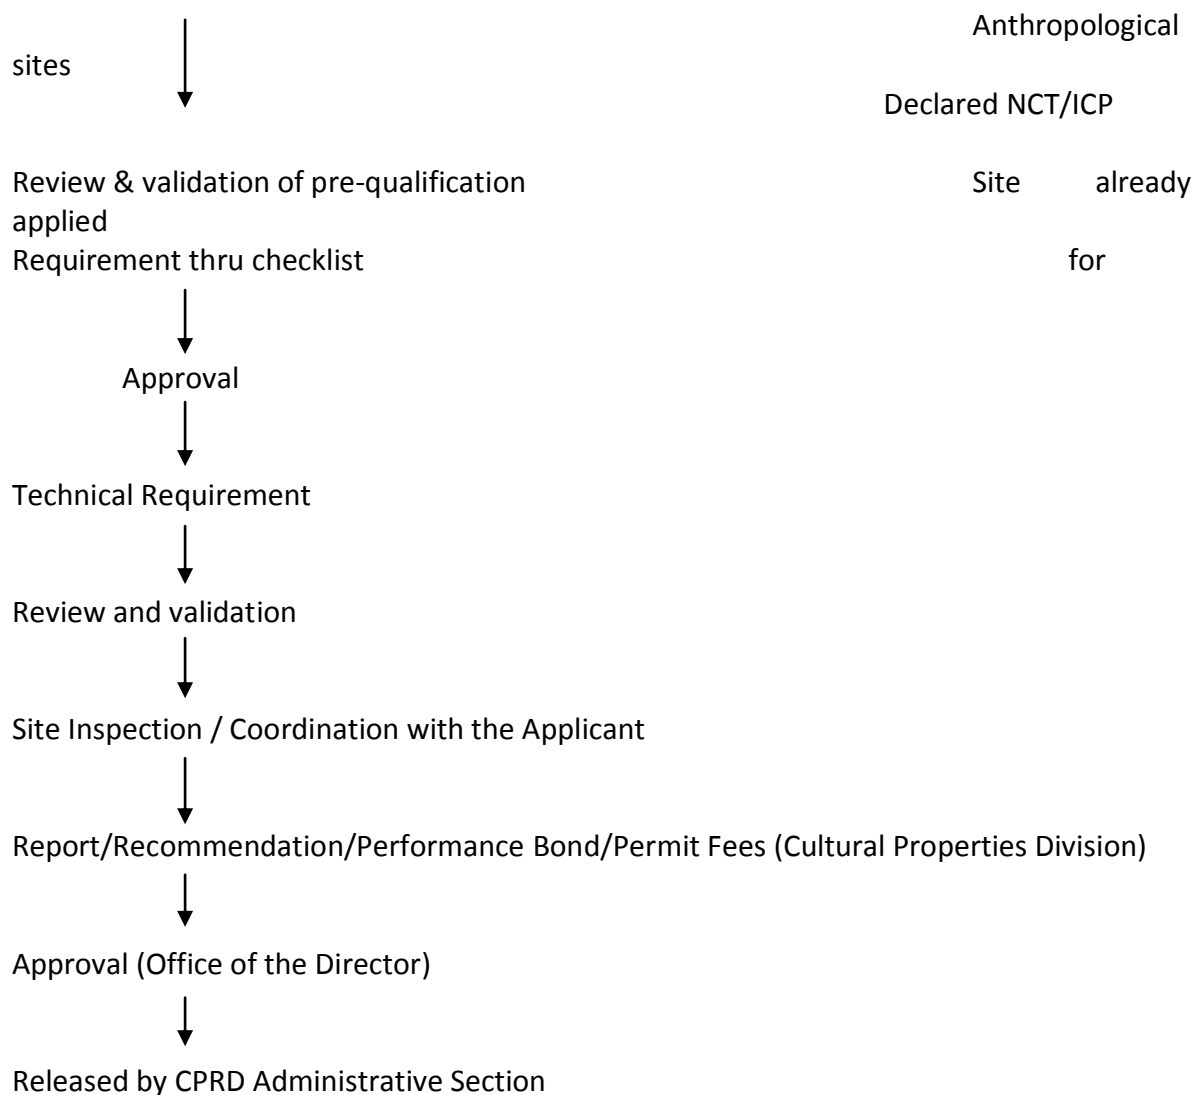 Anthropological
sites
Declared NCT/ICP
Review & validation of pre-qualification Site already
applied
Requirement thru checklist for
Approval
Technical Requirement
Review and validation
Site Inspection / Coordination with the Applicant
Report/Recommendation/Performance Bond/Permit Fees (Cultural Properties Division)
Approval (Office of the Director)
Released by CPRD Administrative Section